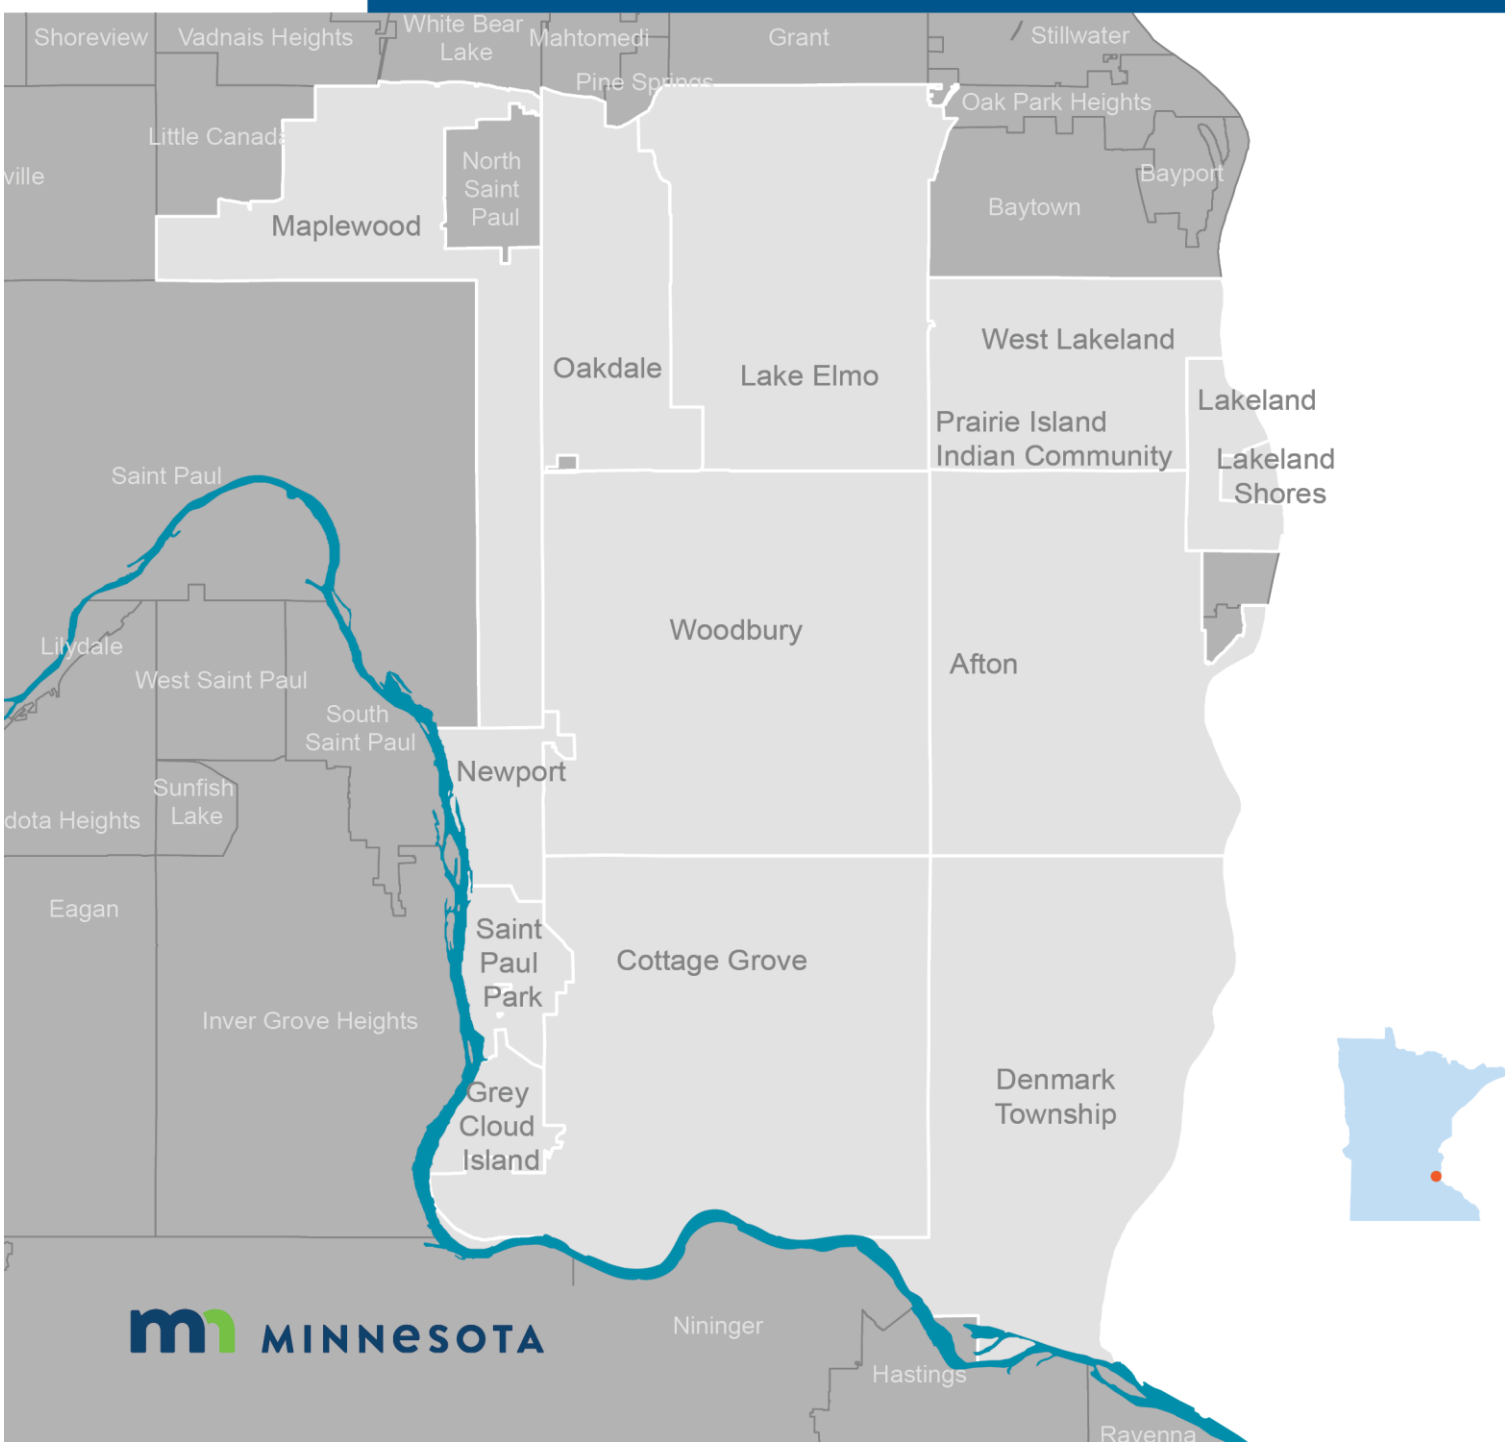 Shoreview
Vadnais Heights
White Bear
Lake
Mahtomedi
Grant
Stillwater
Pine Springs
Oak Park Heights
Little Canada
ville
North
Saint
Paul
Bayport
Baytown
Maplewood
West Lakeland
Oakdale
Lake Elmo
Lakeland
Prairie Island
Indian Community
Lakeland
Shores
Saint Paul
Woodbury
Afton
Lilydale
West Saint Paul
South
Saint Paul
Newport
Sunfish
Lake
dota Heights
Eagan
Saint
Paul
Park
Cottage Grove
Inver Grove Heights
Denmark
Township
Grey
Cloud
Island
mn MINNESOTA
Nininger
Hastings
Ravenna